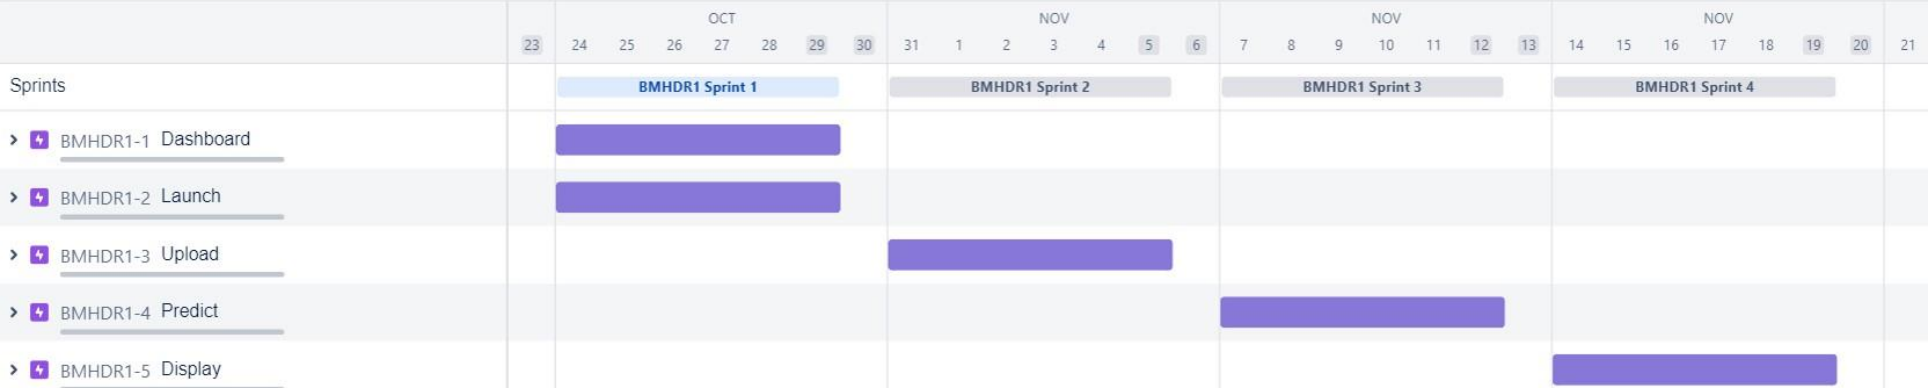 OCT NOV NOV NOV
23 24 25 26 27 28 29 30 31 1 2 3 4 5 6 7 8 9 10 11 12 13 14 15 16 17 18 19 20 21
Sprints BMHDR1 Sprint 1 BMHDR1 Sprint 2 BMHDR1 Sprint 3 BMHDR1 Sprint 4
BMHDR1-1 Dashboard
BMHDR1-2 Launch
BMHDR1-3 Upload
BMHDR1-4 Predict
BMHDR1-5 Display